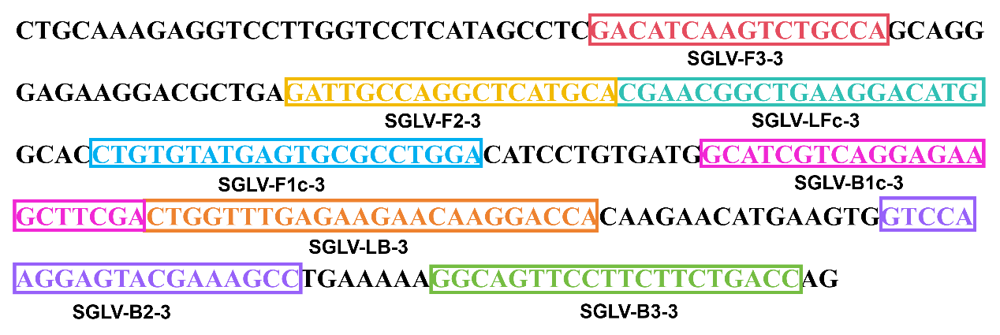 CTGCAAAGAGGTCCTTGGTCCTCATAGCCTCGACATCAAGTCTGCCAGCAGG
SGLV-F3-3
GAGAAGGACGCTGAGATTGCCAGGCTCATGCACGAACGGCTGAAGGACATG
SGLV-F2-3 SGLV-LFc-3
GCACCTGTGTATGAGTGCGCCTGGACATCCTGTGATGGCATCGTCAGGAGAA
SGLV-F1c-3 SGLV-B1c-3
GCTTCGACTGGTTTGAGAAGAACAAGGACCACAAGAACATGAAGTGGTCCA
SGLV-LB-3
AGGAGTACGAAAGCCTGAAAAAGGCAGTTCCTTCTTCTGACCAG
SGLV-B2-3 SGLV-B3-3